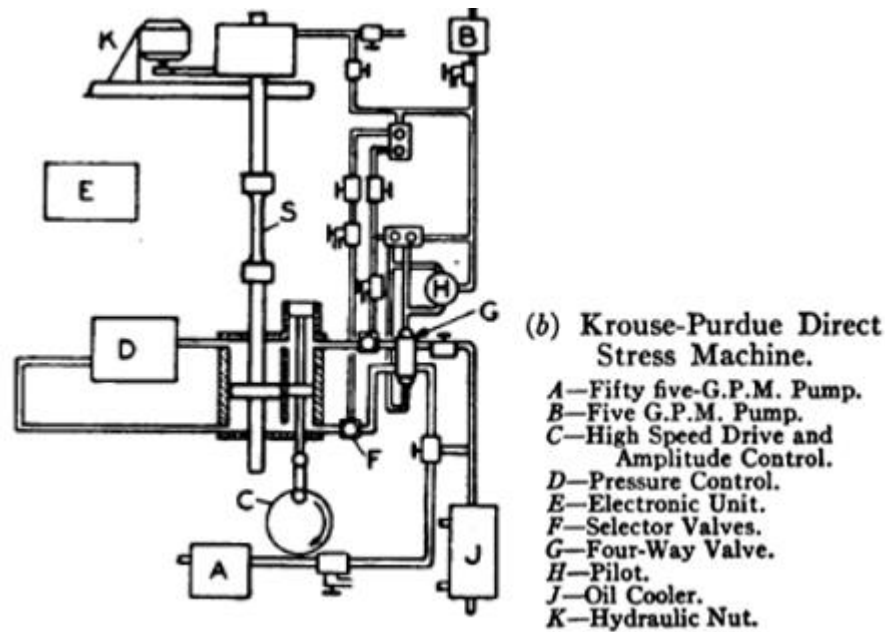 K
B
E
S
H
G
D
F
C
A
J
(b) Krouse-Purdue Direct
Stress Machine.
A—Fifty five-G.P.M. Pump.
B—Five G.P.M. Pump.
C—High Speed Drive and
Amplitude Control.
D—Pressure Control.
E—Electronic Unit.
F—Selector Valves.
G—Four-Way Valve.
H—Pilot.
J—Oil Cooler.
K—Hydraulic Nut.